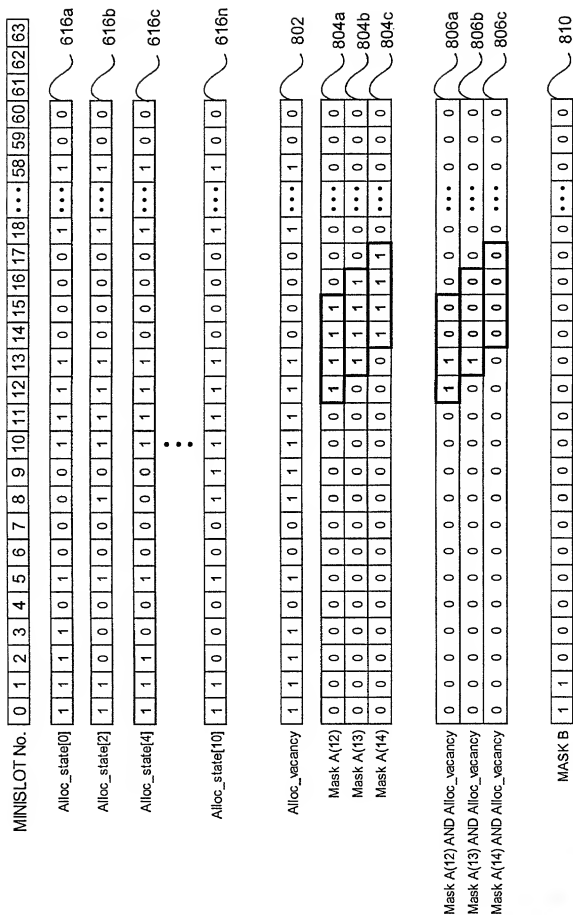 MINISLOT No. 0 1 2 3 4 5 6 7 8 9 10 11 12 13 14 15 16 17 18 ••• 58 59 60 61 62 63
Alloc_state[0] 1 1 1 1 0 1 0 0 0 0 1 1 1 1 0 0 0 0 1 ••• 1 0 0 616a
Alloc_state[2] 1 1 0 0 0 1 0 0 1 0 1 1 1 0 0 0 0 0 1 ••• 1 0 0 616b
Alloc_state[4] 1 1 1 0 0 1 0 0 0 1 1 1 1 1 0 0 0 0 1 ••• 1 0 0 616c
•••
Alloc_state[10] 1 1 0 0 0 1 0 0 1 1 1 1 1 1 0 0 0 0 1 ••• 1 0 0 616n
Alloc_vacancy 1 1 1 1 0 1 0 0 1 1 1 1 1 1 0 0 0 0 1 ••• 1 0 0 802
Mask A(12) 0 0 0 0 0 0 0 0 0 0 0 0 1 1 1 1 0 0 0 ••• 0 0 0 804a
Mask A(13) 0 0 0 0 0 0 0 0 0 0 0 0 0 1 1 1 1 0 0 ••• 0 0 0 804b
Mask A(14) 0 0 0 0 0 0 0 0 0 0 0 0 0 0 1 1 1 1 0 ••• 0 0 0 804c
Mask A(12) AND Alloc_vacancy 0 0 0 0 0 0 0 0 0 0 0 0 1 1 0 0 0 0 0 ••• 0 0 0 806a
Mask A(13) AND Alloc_vacancy 0 0 0 0 0 0 0 0 0 0 0 0 0 1 0 0 0 0 0 ••• 0 0 0 806b
Mask A(14) AND Alloc_vacancy 0 0 0 0 0 0 0 0 0 0 0 0 0 0 0 0 0 0 0 ••• 0 0 0 806c
MASK B 1 1 0 0 0 0 0 0 0 0 0 0 0 0 0 0 0 0 0 ••• 0 0 0 810